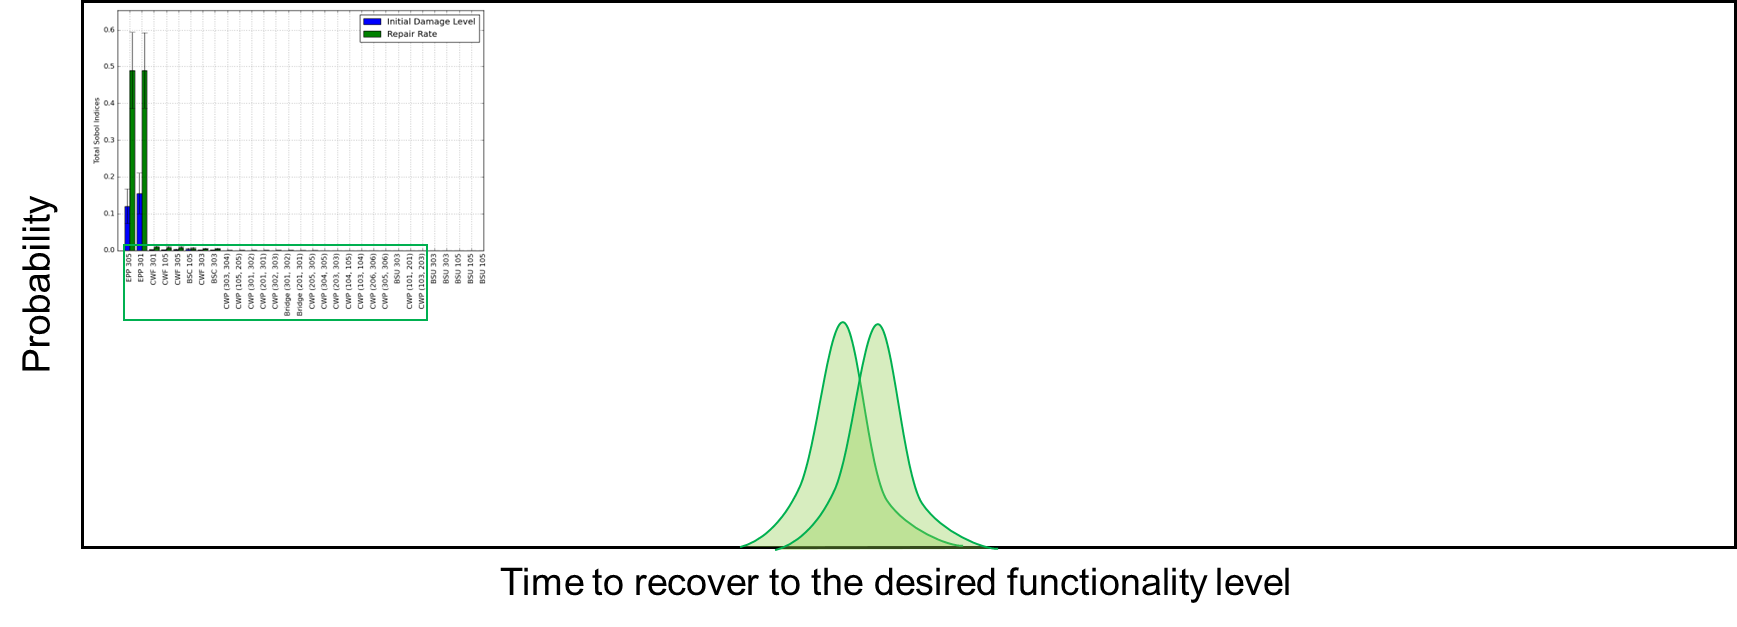 Initial Damage Level
Repair Rate
Total Sobol Indices
0.6
0.5
0.4
0.3
0.2
0.1
0.0
EPP 305
EPP 301
CWF 301
CWF 105
CWF 305
BSC 105
CWF 303
BSC 303
CWP (303, 304)
CWP (105, 205)
CWP (301, 302)
CWP (201, 301)
CWP (302, 303)
Bridge (301, 302)
Bridge (201, 301)
CWP (205, 305)
CWP (304, 305)
CWP (203, 303)
CWP (104, 105)
CWP (103, 104)
CWP (206, 306)
CWP (305, 306)
BSU 303
CWP (101, 201)
CWP (103, 203)
BSU 303
BSU 303
BSU 105
BSU 105
BSU 105
Probability
Time to recover to the desired functionality level